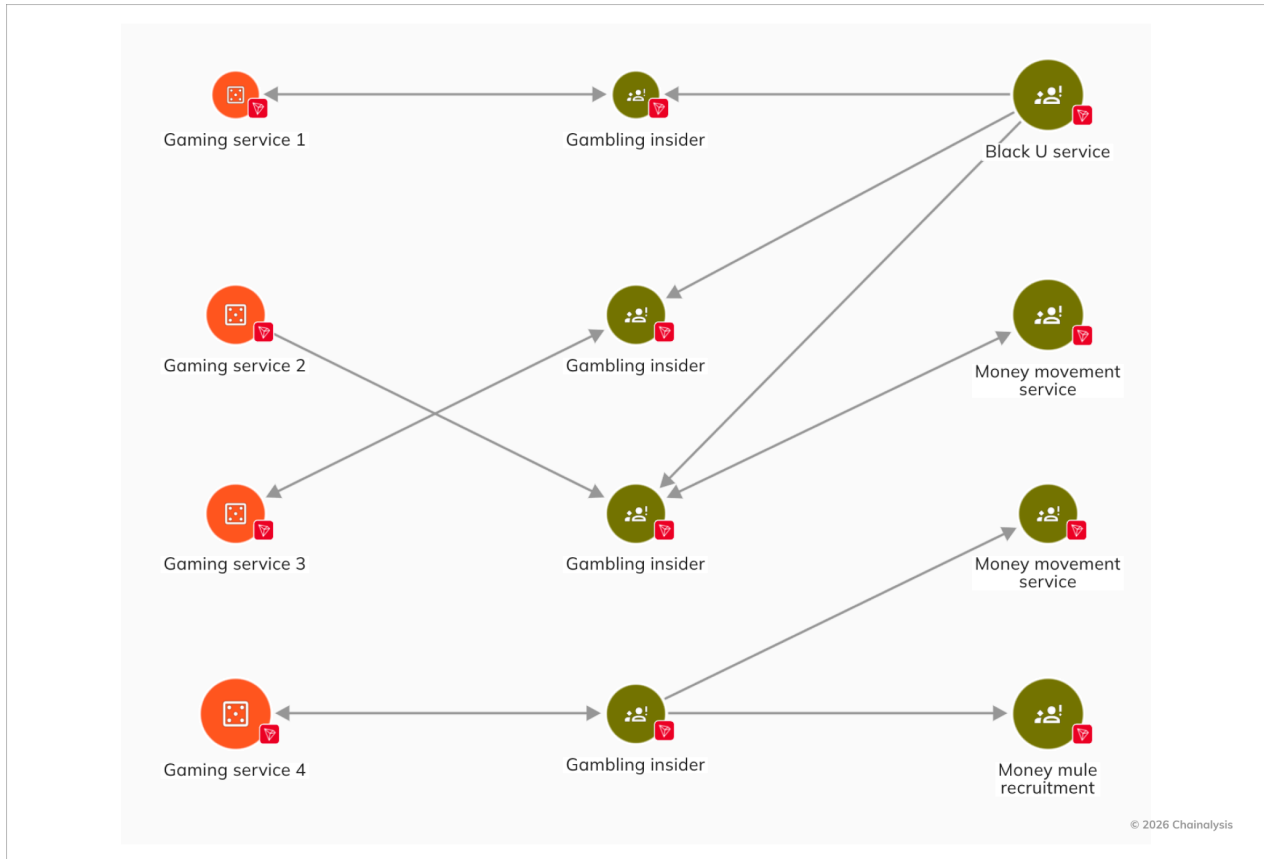 Gaming service 1
Gambling insider
Black U service
Gaming service 2
Gambling insider
Money movement
service
Gaming service 3
Gambling insider
Money movement
service
Gaming service 4
Gambling insider
Money mule
recruitment
© 2026 Chainalysis